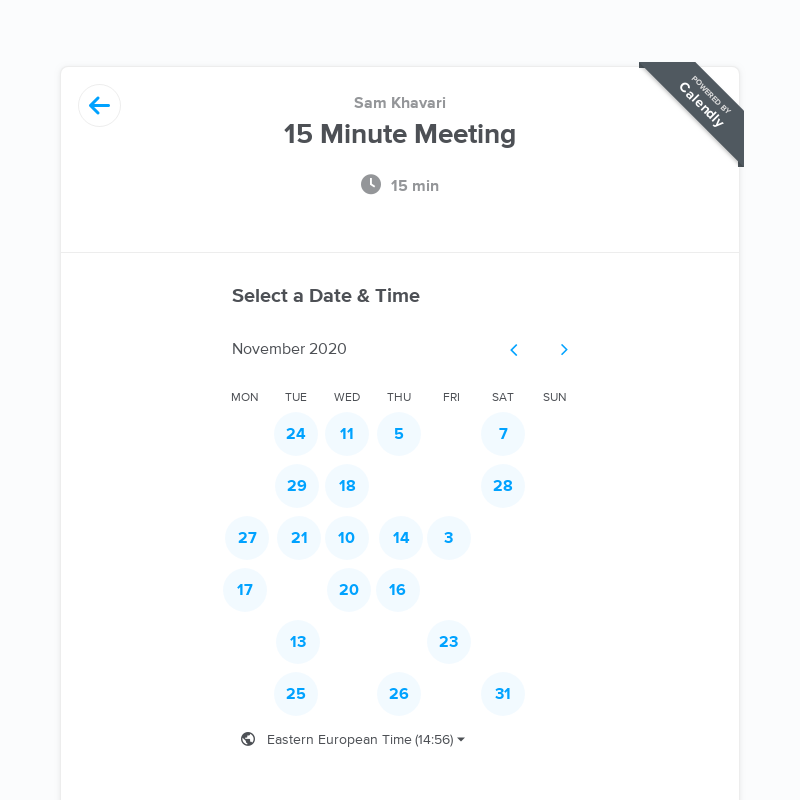 POWERED BY
Calendly
Sam Khavari
15 Minute Meeting
15 min
Select a Date & Time
November 2020
MON TUE WED THU FRI SAT SUN
24 11 5 7
29 18 28
27 21 10 14 3
17 20 16
13 23
25 26 31
Eastern European Time (14:56)